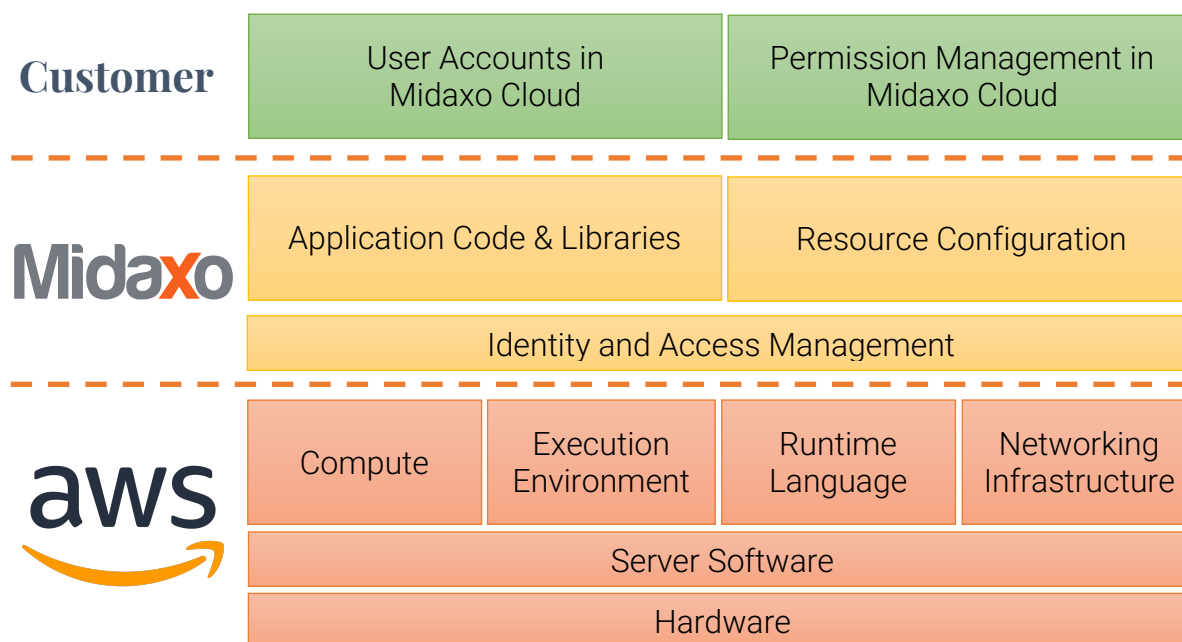 Customer
User Accounts in
Midaxo Cloud
Permission Management in
Midaxo Cloud
Midaxo
Application Code & Libraries
Resource Configuration
Identity and Access Management
aws
Compute
Execution
Environment
Runtime
Language
Networking
Infrastructure
Server Software
Hardware